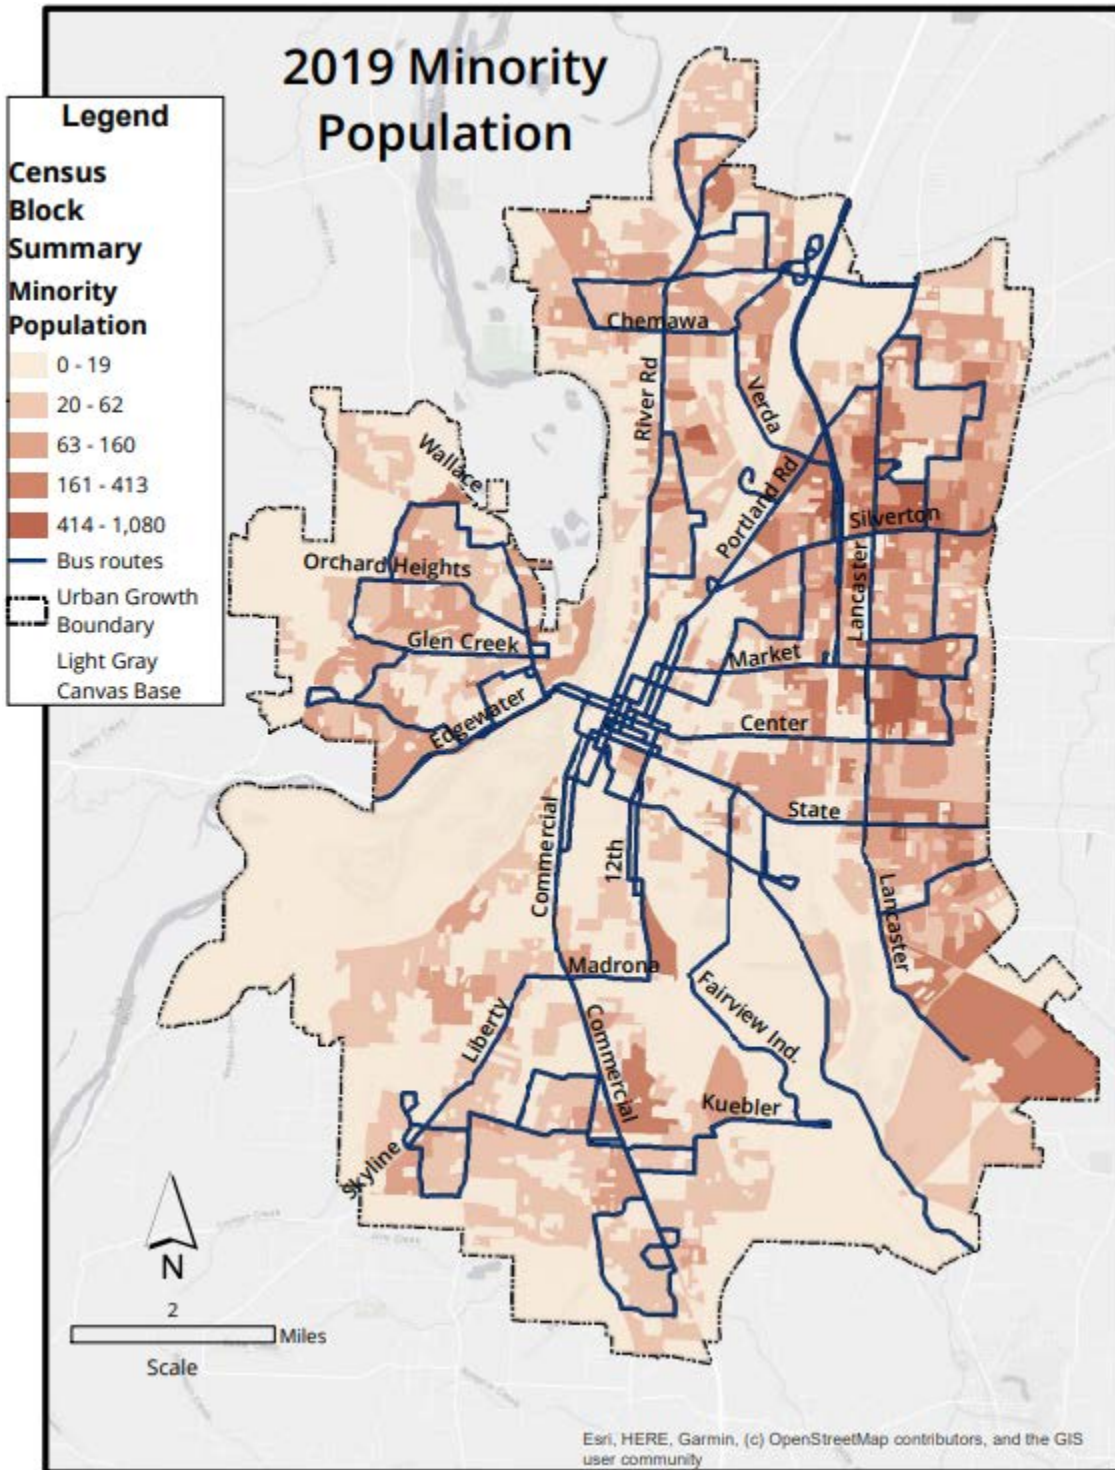 2019 Minority
Population
Legend
Census
Block
Summary
Minority
Population
0 - 19
20 - 62
63 - 160
161 - 413
414 - 1,080
Bus routes
Urban Growth
Boundary
Light Gray
Canvas Base
Chemawa
River Rd
Verda
Wallace
Portland Rd
Silverton
Orchard Heights
Lancaster
Glen Creek
Market
Edgewater
Center
State
Commercial
12th
Lancaster
Madrona
Fairview Ind.
Liberty
Commercial
Kuebler
Skyline
N
2
Miles
Scale
Esri, HERE, Garmin, (c) OpenStreetMap contributors, and the GIS
user community